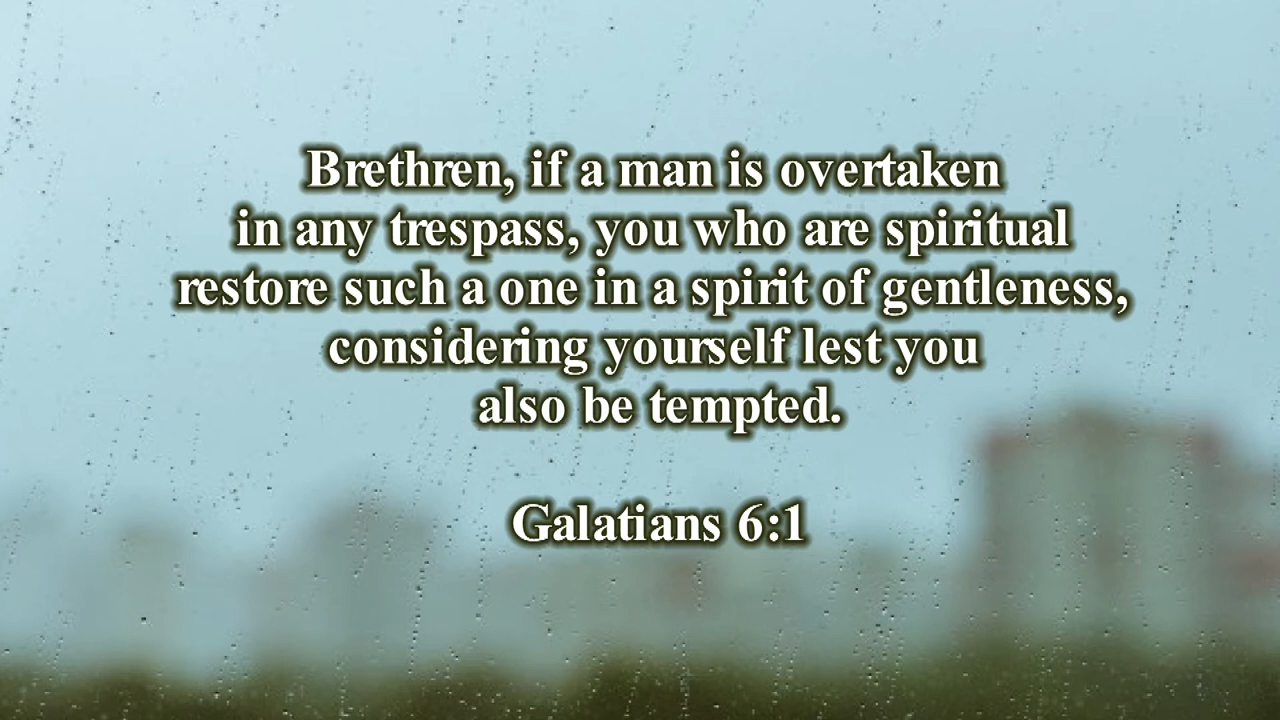 Brethren, if a man is overtaken
in any trespass, you who are spiritual
restore such a one in a spirit of gentleness,
considering yourself lest you
also be tempted.
Galatians 6:1